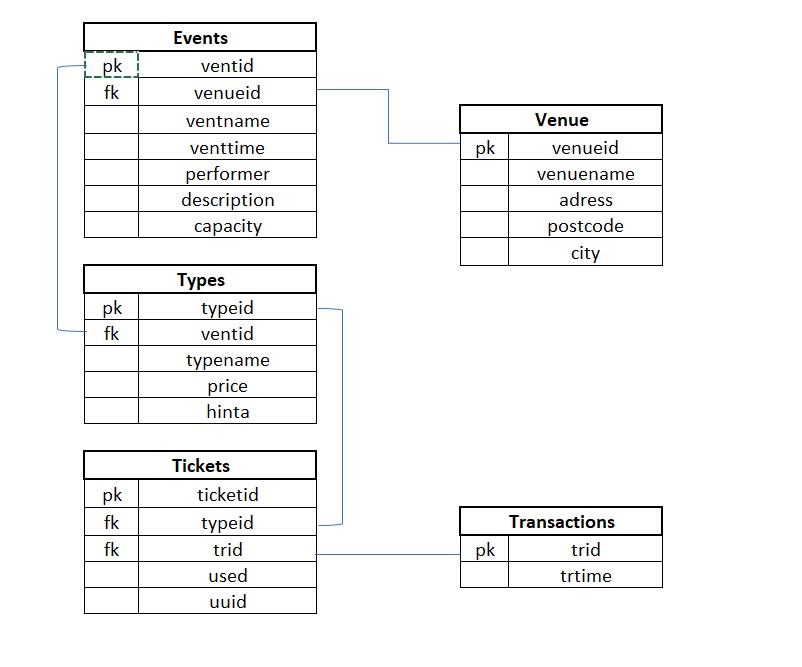 Events
pk ventid
fk venueid
ventname
venttime
performer
description
capacity
Venue
pk venueid
venuename
adress
postcode
city
Types
pk typeid
fk ventid
typename
price
hinta
Tickets
pk ticketid
fk typeid
fk trid
used
uuid
Transactions
pk trid
trtime